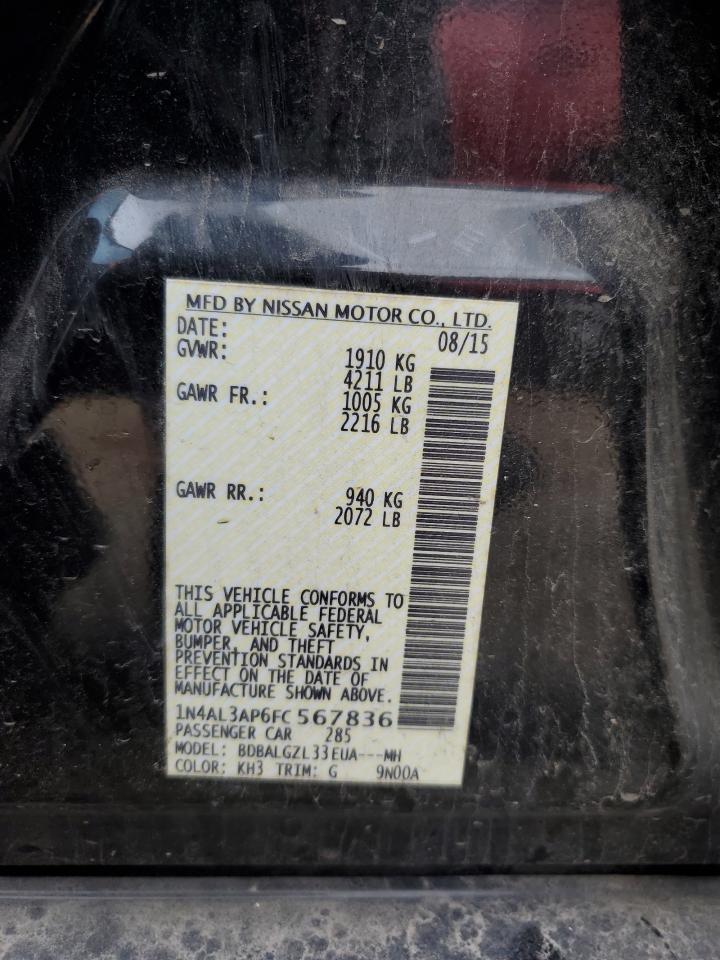 MFD BY NISSAN MOTOR CO., LTD.
DATE: 08/15
GVWR: 1910 KG
4211 LB
GAWR FR.: 1005 KG
2216 LB
GAWR RR.: 940 KG
2072 LB
THIS VEHICLE CONFORMS TO
ALL APPLICABLE FEDERAL
MOTOR VEHICLE SAFETY,
BUMPER, AND THEFT
PREVENTION STANDARDS IN
EFFECT ON THE DATE OF
MANUFACTURE SHOWN ABOVE.
1N4AL3AP6FC567836
PASSENGER CAR 285
MODEL: BDBALGZL33EUA---MH
COLOR: KH3 TRIM: G 9N00A